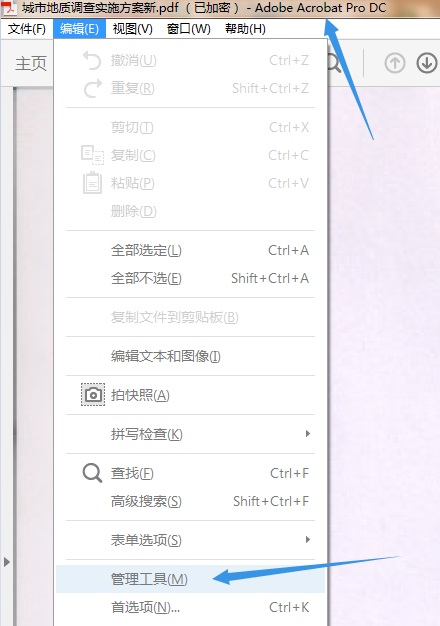 城市地质调查实施方案新.pdf （已加密） - Adobe Acrobat Pro DC
文件(F) 编辑(E) 视图(V) 窗口(W) 帮助(H)
主页
撤消(U) Ctrl+Z
重复(R) Shift+Ctrl+Z
剪切(T) Ctrl+X
复制(C) Ctrl+C
粘贴(P) Ctrl+V
删除(D)
全部选定(L) Ctrl+A
全部不选(E) Shift+Ctrl+A
复制文件到剪贴板(B)
编辑文本和图像(I)
拍快照(A)
拼写检查(K)
查找(F) Ctrl+F
高级搜索(S) Shift+Ctrl+F
表单选项(S)
管理工具(M)
首选项(N)... Ctrl+K